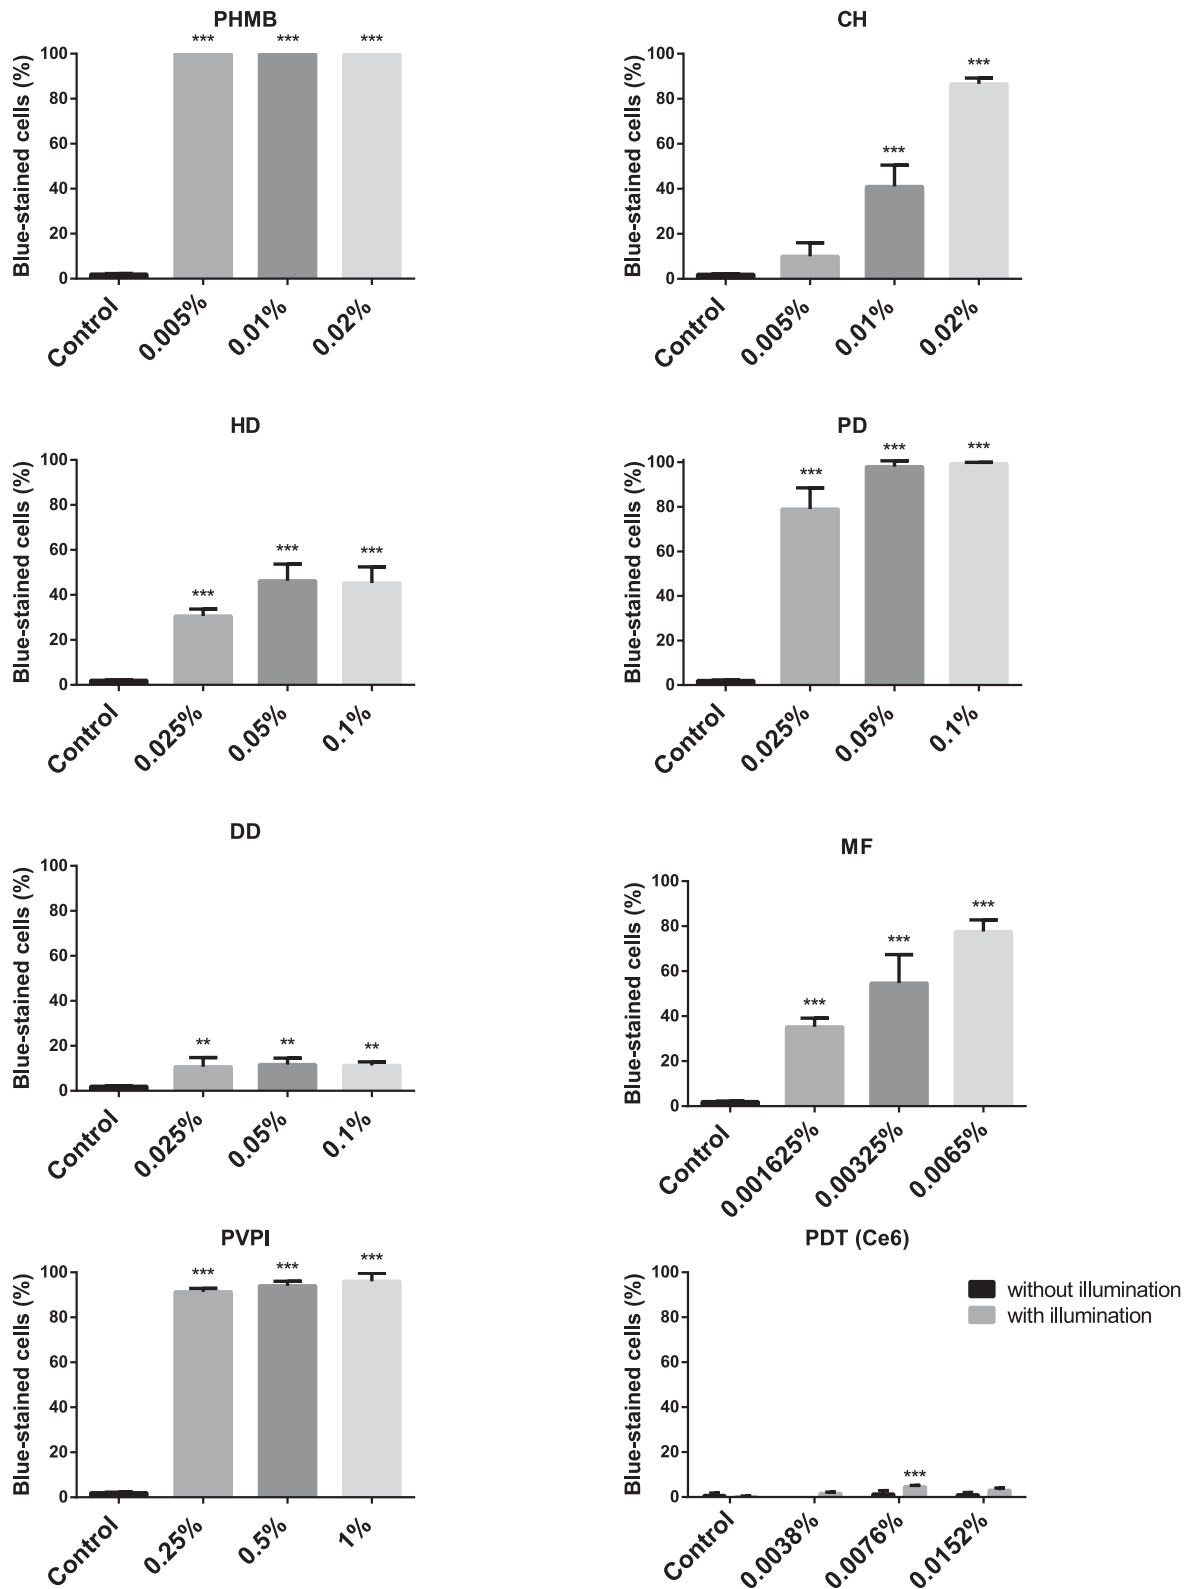 PHMB
*** *** ***
Blue-stained cells (%)
100
80
60
40
20
0
Control 0.005% 0.01% 0.02%
CH
***
***
Blue-stained cells (%)
100
80
60
40
20
0
Control 0.005% 0.01% 0.02%
HD
*** *** ***
Blue-stained cells (%)
100
80
60
40
20
0
Control 0.025% 0.05% 0.1%
PD
*** *** ***
Blue-stained cells (%)
100
80
60
40
20
0
Control 0.025% 0.05% 0.1%
DD
** ** **
Blue-stained cells (%)
100
80
60
40
20
0
Control 0.025% 0.05% 0.1%
MF
*** *** ***
Blue-stained cells (%)
100
80
60
40
20
0
Control 0.001625% 0.00325% 0.0065%
PVPI
*** *** ***
Blue-stained cells (%)
100
80
60
40
20
0
Control 0.25% 0.5% 1%
PDT (Ce6)
without illumination
with illumination
***
Blue-stained cells (%)
100
80
60
40
20
0
Control 0.0038% 0.0076% 0.0152%